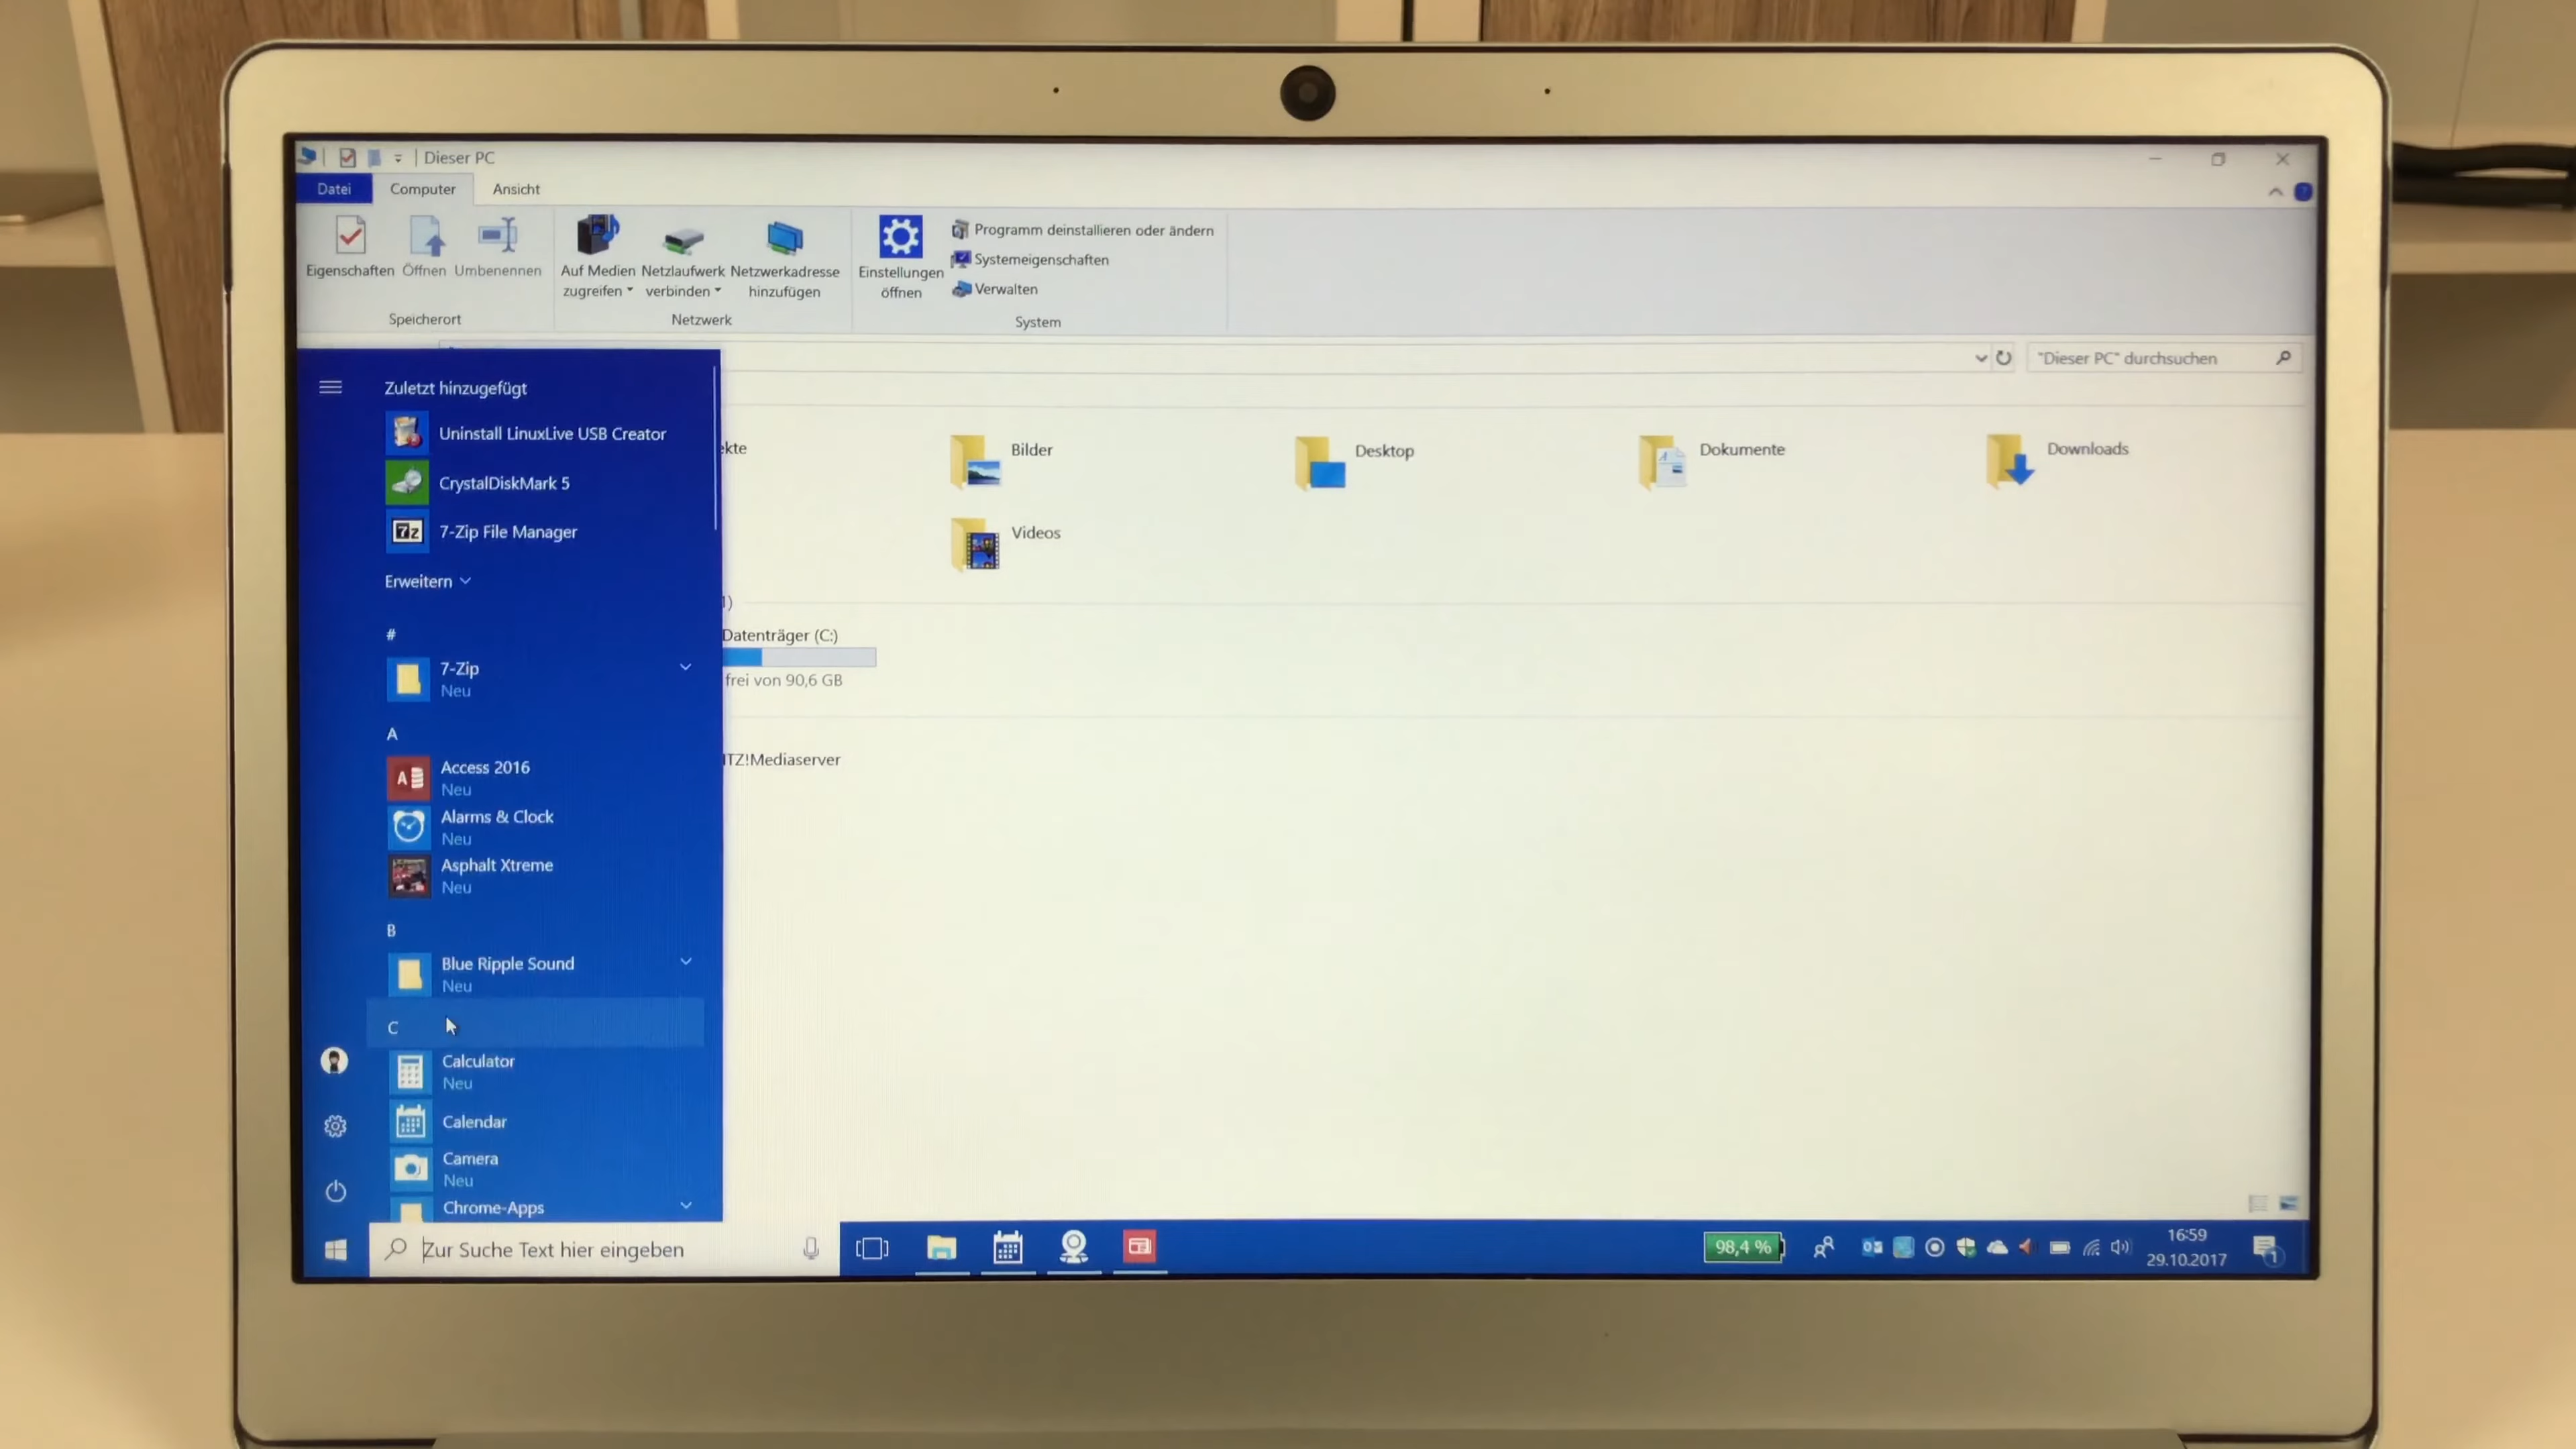 Dieser PC
Datei Computer Ansicht
Eigenschaften Öffnen Umbenennen
Speicherort
Auf Medien zugreifen
Netzlaufwerk verbinden
Netzwerkadresse hinzufügen
Netzwerk
Einstellungen öffnen
Programm deinstallieren oder ändern
Systemeigenschaften
Verwalten
System
"Dieser PC" durchsuchen
Zuletzt hinzugefügt
Uninstall LinuxLive USB Creator
CrystalDiskMark 5
7z
7-Zip File Manager
Erweitern
#
7-Zip
Neu
A
Access 2016
Neu
Alarms & Clock
Neu
Asphalt Xtreme
Neu
B
Blue Ripple Sound
Neu
C
Calculator
Neu
Calendar
Camera
Neu
Chrome-Apps
Bilder
Desktop
Dokumente
Downloads
Videos
Datenträger (C:)
frei von 90,6 GB
Zur Suche Text hier eingeben
98,4 %
16:59
29.10.2017
1